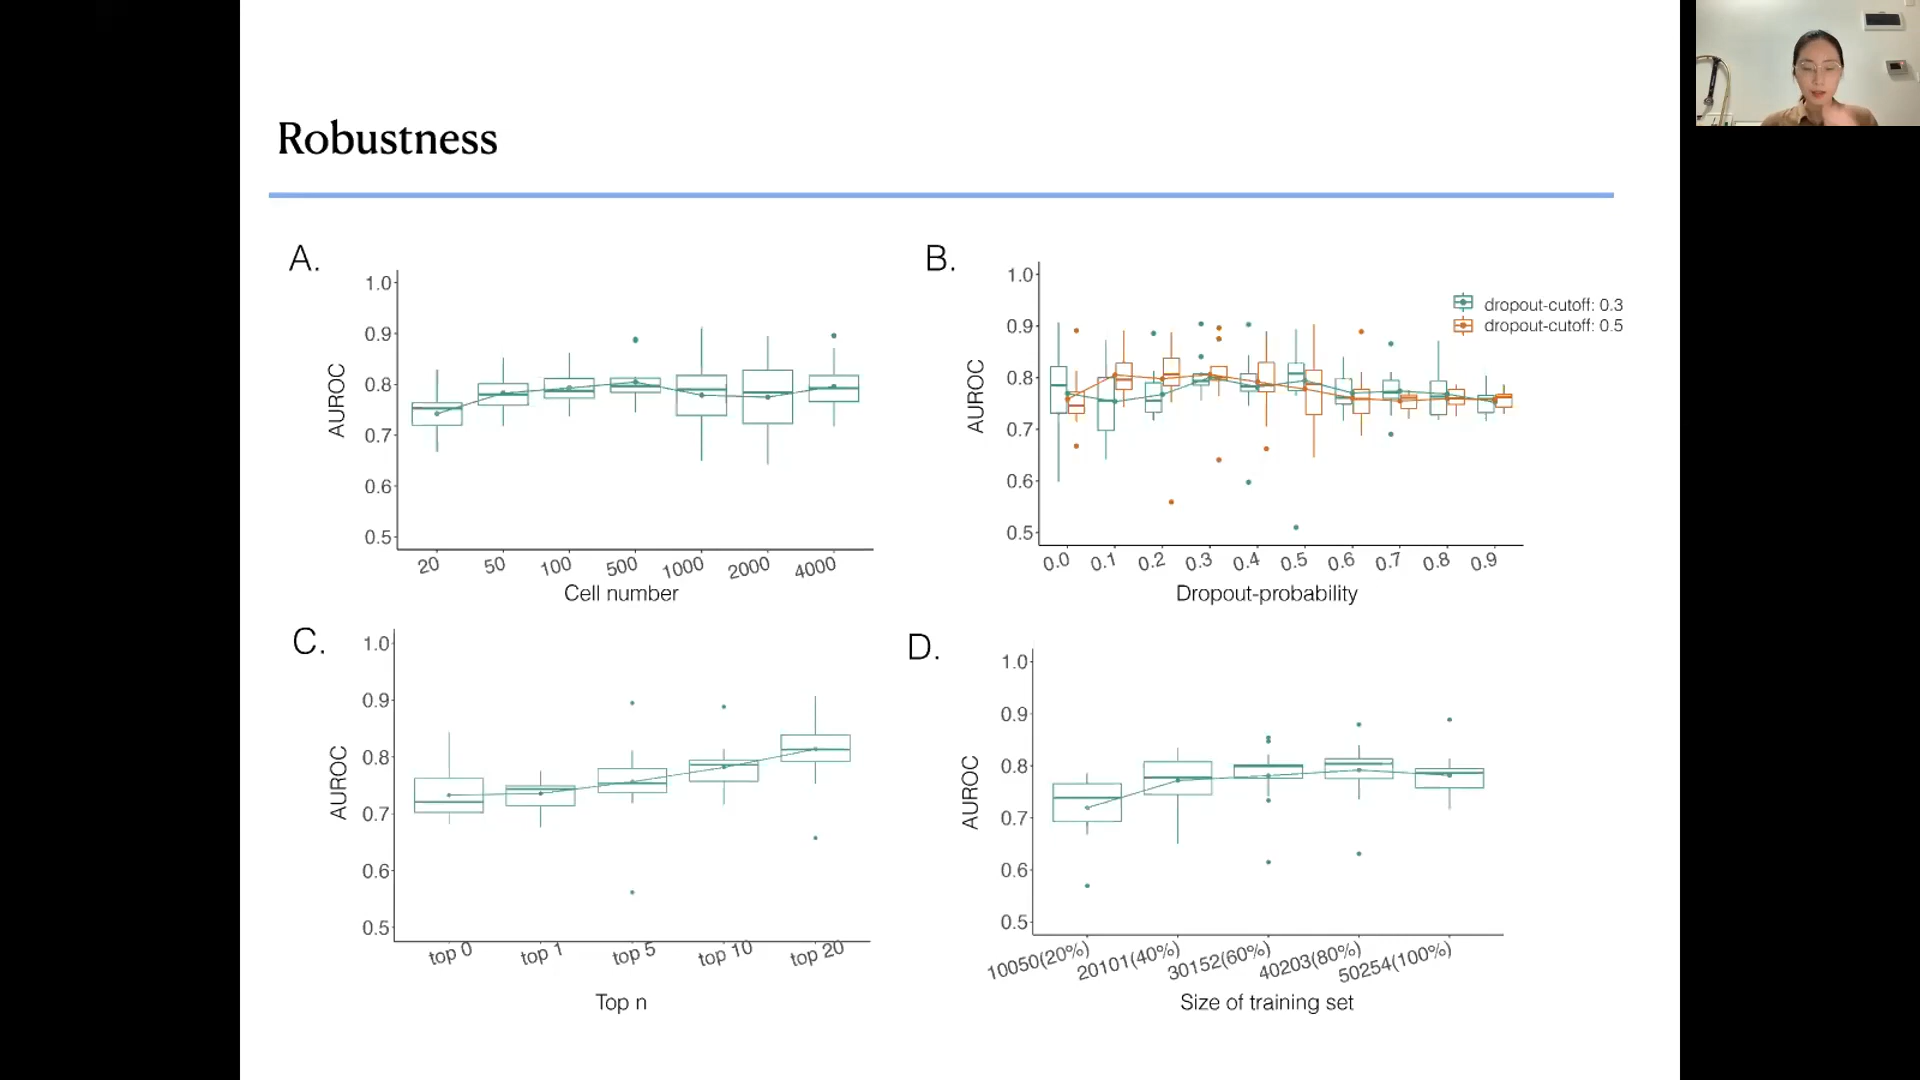 Robustness
A.
1.0
0.9
0.8
0.7
0.6
0.5
AUROC
20 50 100 500 1000 2000 4000
Cell number
B.
1.0
0.9
0.8
0.7
0.6
0.5
AUROC
dropout-cutoff: 0.3
dropout-cutoff: 0.5
0.0 0.1 0.2 0.3 0.4 0.5 0.6 0.7 0.8 0.9
Dropout-probability
C.
1.0
0.9
0.8
0.7
0.6
0.5
AUROC
top 0 top 1 top 5 top 10 top 20
Top n
D.
1.0
0.9
0.8
0.7
0.6
0.5
AUROC
10050(20%) 20101(40%) 30152(60%) 40203(80%) 50254(100%)
Size of training set